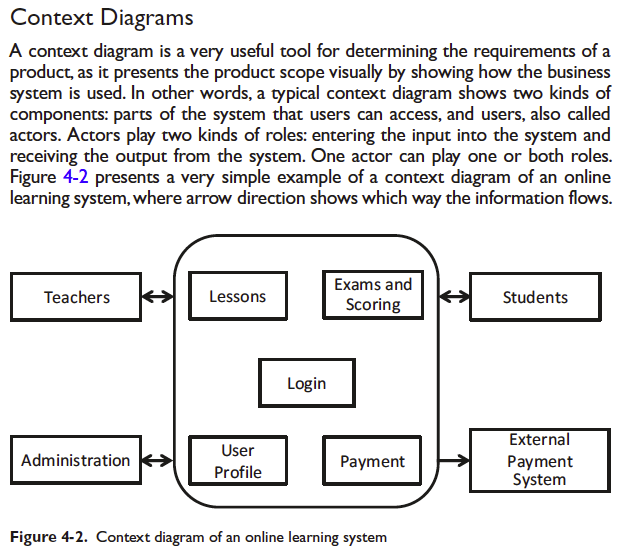 Context Diagrams
A context diagram is a very useful tool for determining the requirements of a
product, as it presents the product scope visually by showing how the business
system is used. In other words, a typical context diagram shows two kinds of
components: parts of the system that users can access, and users, also called
actors. Actors play two kinds of roles: entering the input into the system and
receiving the output from the system. One actor can play one or both roles.
Figure 4-2 presents a very simple example of a context diagram of an online
learning system, where arrow direction shows which way the information flows.
Teachers
Lessons
Exams and
Scoring
Students
Login
Administration
User
Profile
Payment
External
Payment
System
Figure 4-2. Context diagram of an online learning system